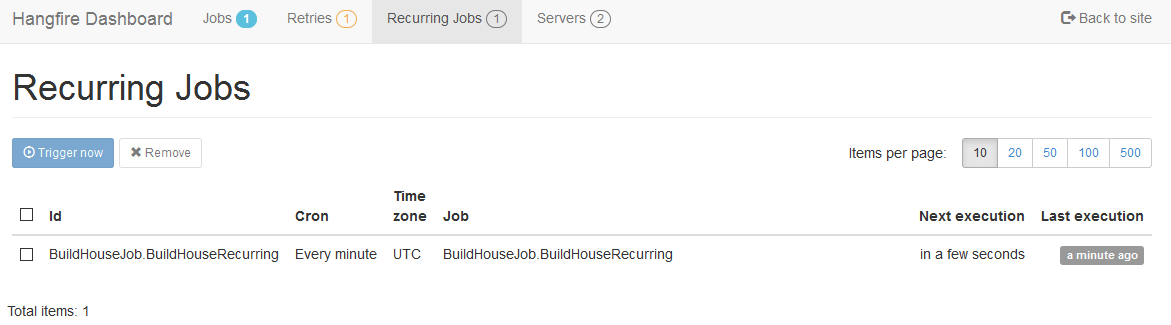 Hangfire Dashboard Jobs 1 Retries 1 Recurring Jobs 1 Servers 2 Back to site
Recurring Jobs
Trigger now Remove Items per page: 10 20 50 100 500
Id Cron Time zone Job Next execution Last execution
BuildHouseJob.BuildHouseRecurring Every minute UTC BuildHouseJob.BuildHouseRecurring in a few seconds a minute ago
Total items: 1